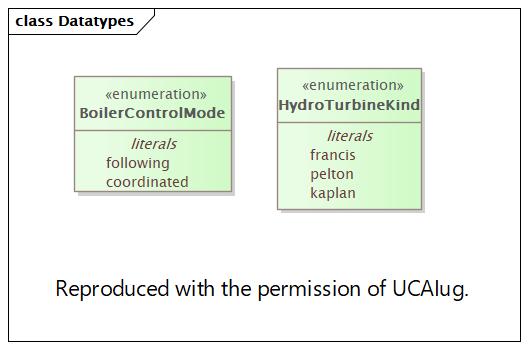 class Datatypes
«enumeration»
BoilerControlMode
literals
following
coordinated
«enumeration»
HydroTurbineKind
literals
francis
pelton
kaplan
Reproduced with the permission of UCAIug.